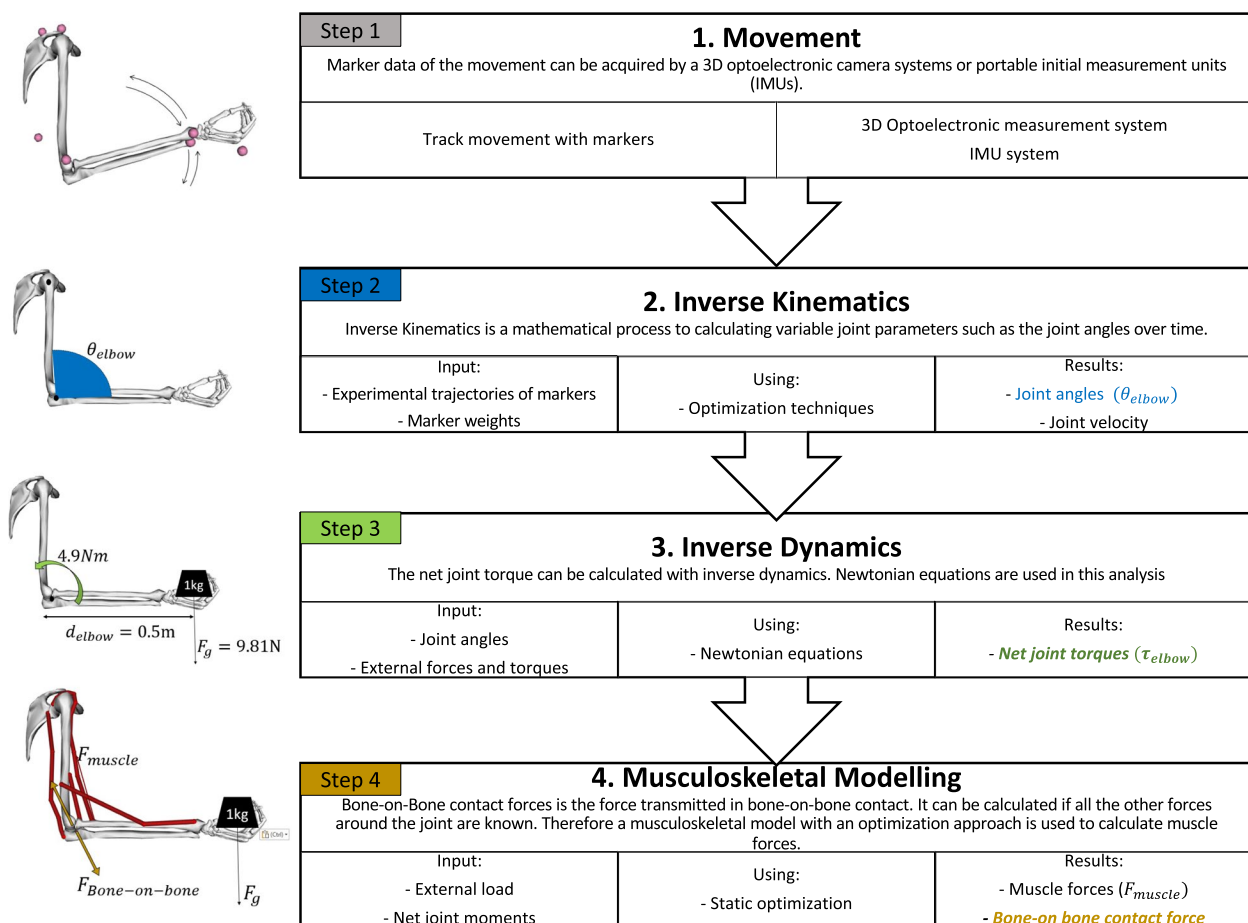 Step 1
1. Movement
Marker data of the movement can be acquired by a 3D optoelectronic camera systems or portable initial measurement units
(IMUs).
Track movement with markers
3D Optoelectronic measurement system
IMU system
Step 2
2. Inverse Kinematics
Inverse Kinematics is a mathematical process to calculating variable joint parameters such as the joint angles over time.
θelbow
Input:
- Experimental trajectories of markers
- Marker weights
Using:
- Optimization techniques
Results:
- Joint angles (θelbow)
- Joint velocity
Step 3
3. Inverse Dynamics
The net joint torque can be calculated with inverse dynamics. Newtonian equations are used in this analysis
4.9Nm
1kg
delbow = 0.5m
Fg = 9.81N
Input:
- Joint angles
- External forces and torques
Using:
- Newtonian equations
Results:
- Net joint torques (τelbow)
Step 4
4. Musculoskeletal Modelling
Bone-on-Bone contact forces is the force transmitted in bone-on-bone contact. It can be calculated if all the other forces
around the joint are known. Therefore a musculoskeletal model with an optimization approach is used to calculate muscle
forces.
Fmuscle
1kg
(Ctrl)
FBone−on−bone
Fg
Input:
- External load
- Net joint moments
Using:
- Static optimization
Results:
- Muscle forces (Fmuscle)
- Bone-on bone contact force